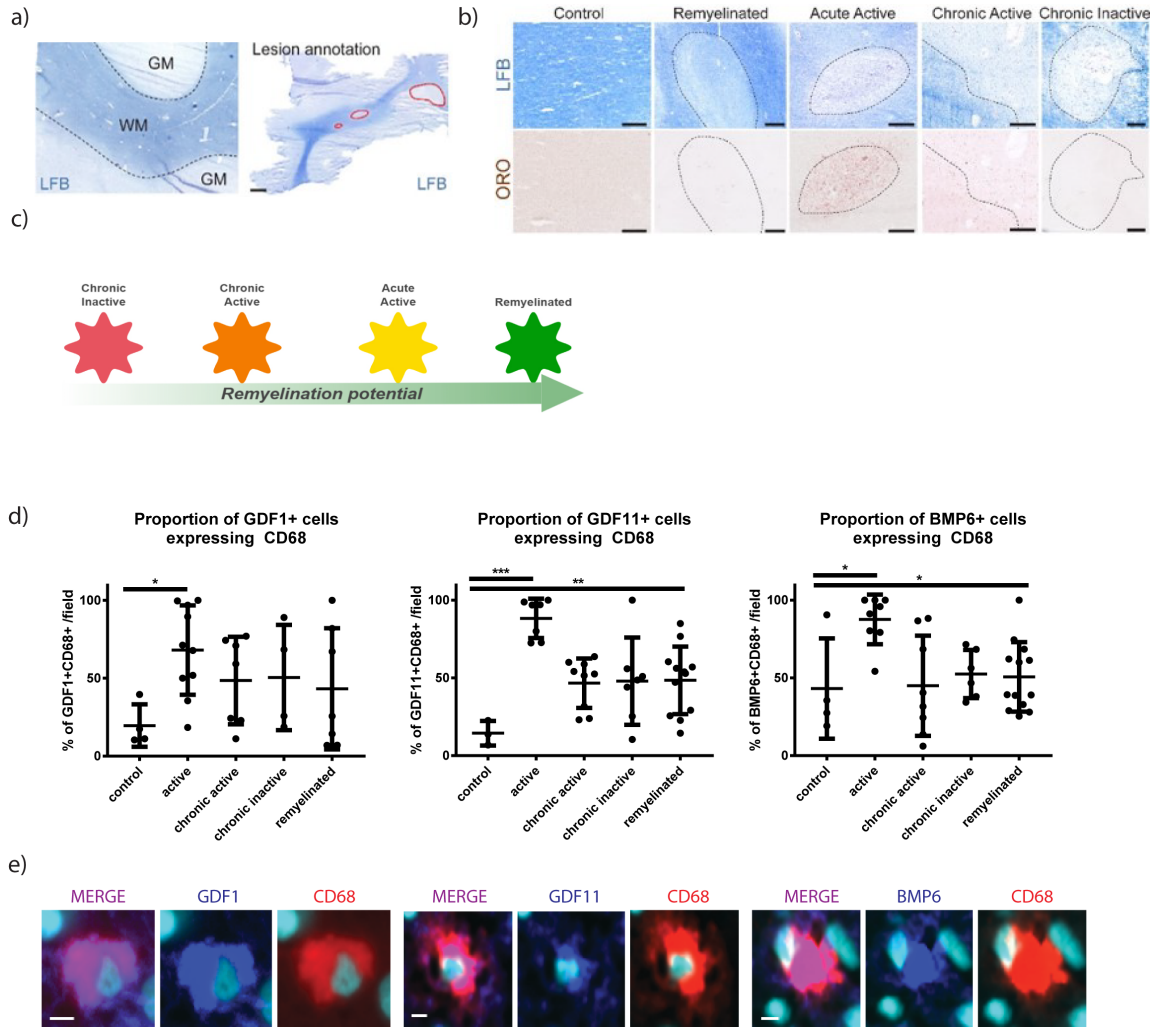 a)
GM
WM
GM
LFB
Lesion annotation
LFB
b)
Control
Remyelinated
Acute Active
Chronic Active
Chronic Inactive
LFB
ORO
c)
Chronic
Inactive
Chronic
Active
Acute
Active
Remyelinated
Remyelination potential
d)
Proportion of GDF1+ cells
expressing CD68
% of GDF1+CD68+ /field
100
50
0
*
control
active
chronic active
chronic inactive
remyelinated
Proportion of GDF11+ cells
expressing CD68
% of GDF11+CD68+ /field
100
50
0
***
**
control
active
chronic active
chronic inactive
remyelinated
Proportion of BMP6+ cells
expressing CD68
% of BMP6+CD68+ /field
100
50
0
*
*
control
active
chronic active
chronic inactive
remyelinated
e)
MERGE
GDF1
CD68
MERGE
GDF11
CD68
MERGE
BMP6
CD68